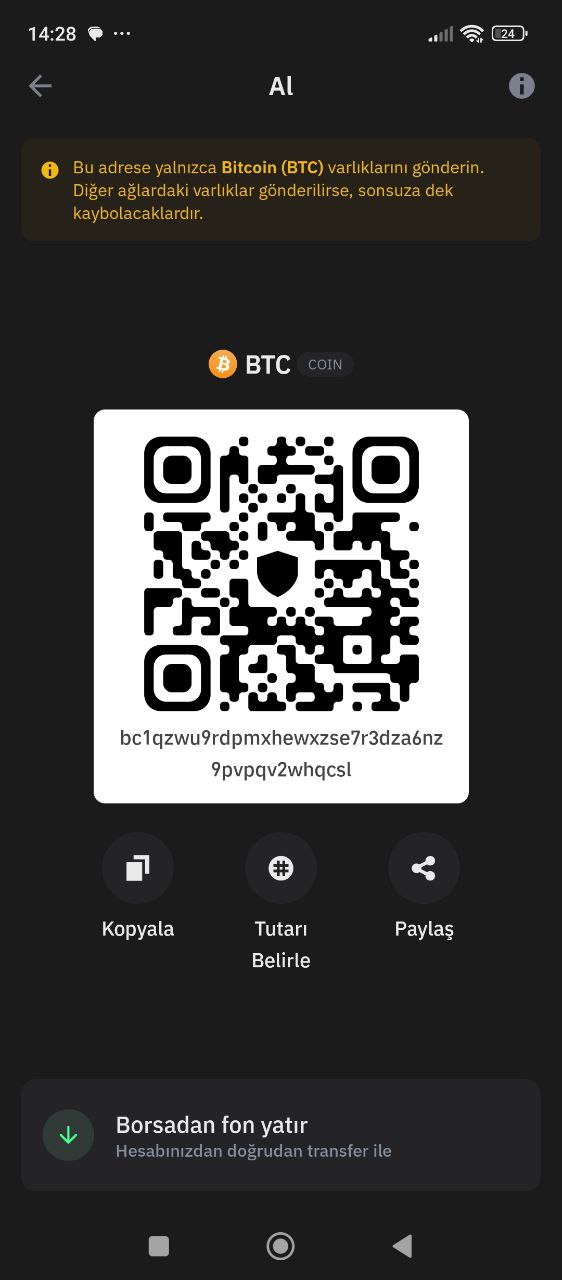 14:28
24
Al
Bu adrese yalnızca Bitcoin (BTC) varlıklarını gönderin.
Diğer ağlardaki varlıklar gönderilirse, sonsuza dek
kaybolacaklardır.
BTC COIN
bc1qzwu9rdpmxhewxzse7r3dza6nz
9pvpqv2whqcsl
Kopyala
Tutarı
Belirle
Paylaş
Borsadan fon yatır
Hesabınızdan doğrudan transfer ile